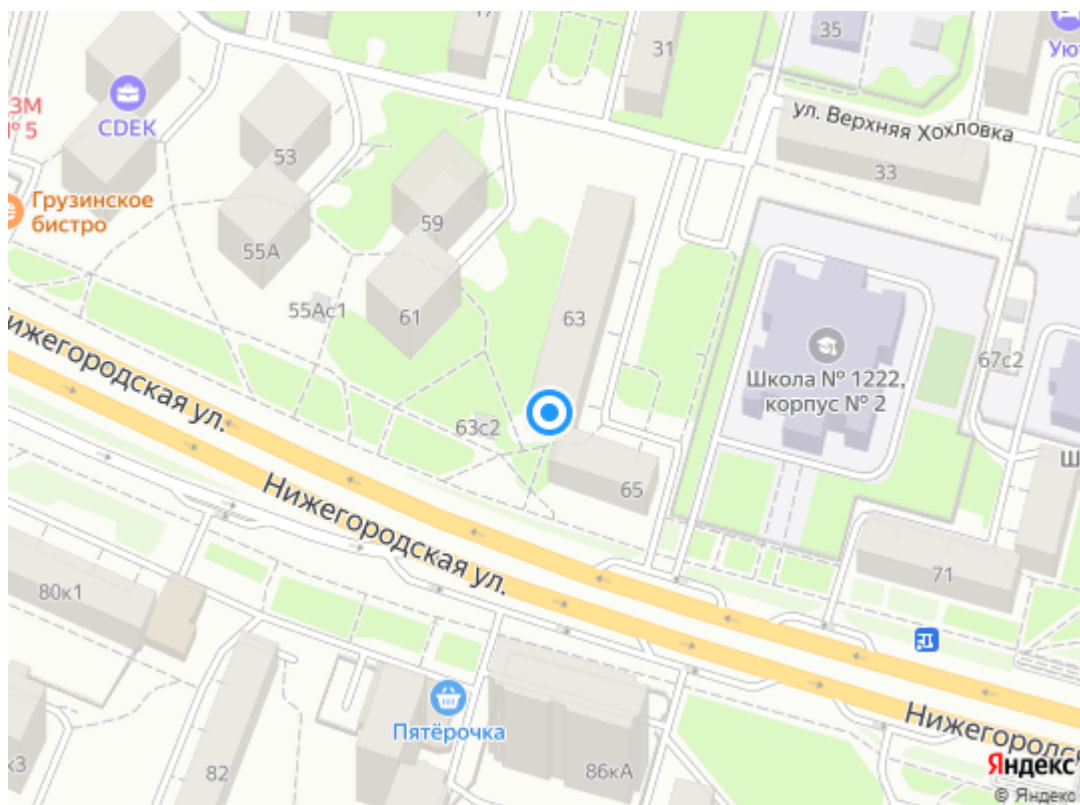 17
31
35
Уют
ЗМ
№ 5
CDEK
ул. Верхняя Хохловка
33
53
Грузинское
бистро
59
55А
55Ас1
61
63
67с2
Школа № 1222,
корпус № 2
Нижегородская ул.
63с2
65
Ш
Нижегородская ул.
71
80к1
Пятёрочка
Нижегородск
к3
82
86кА
Яндекс
© Яндекс